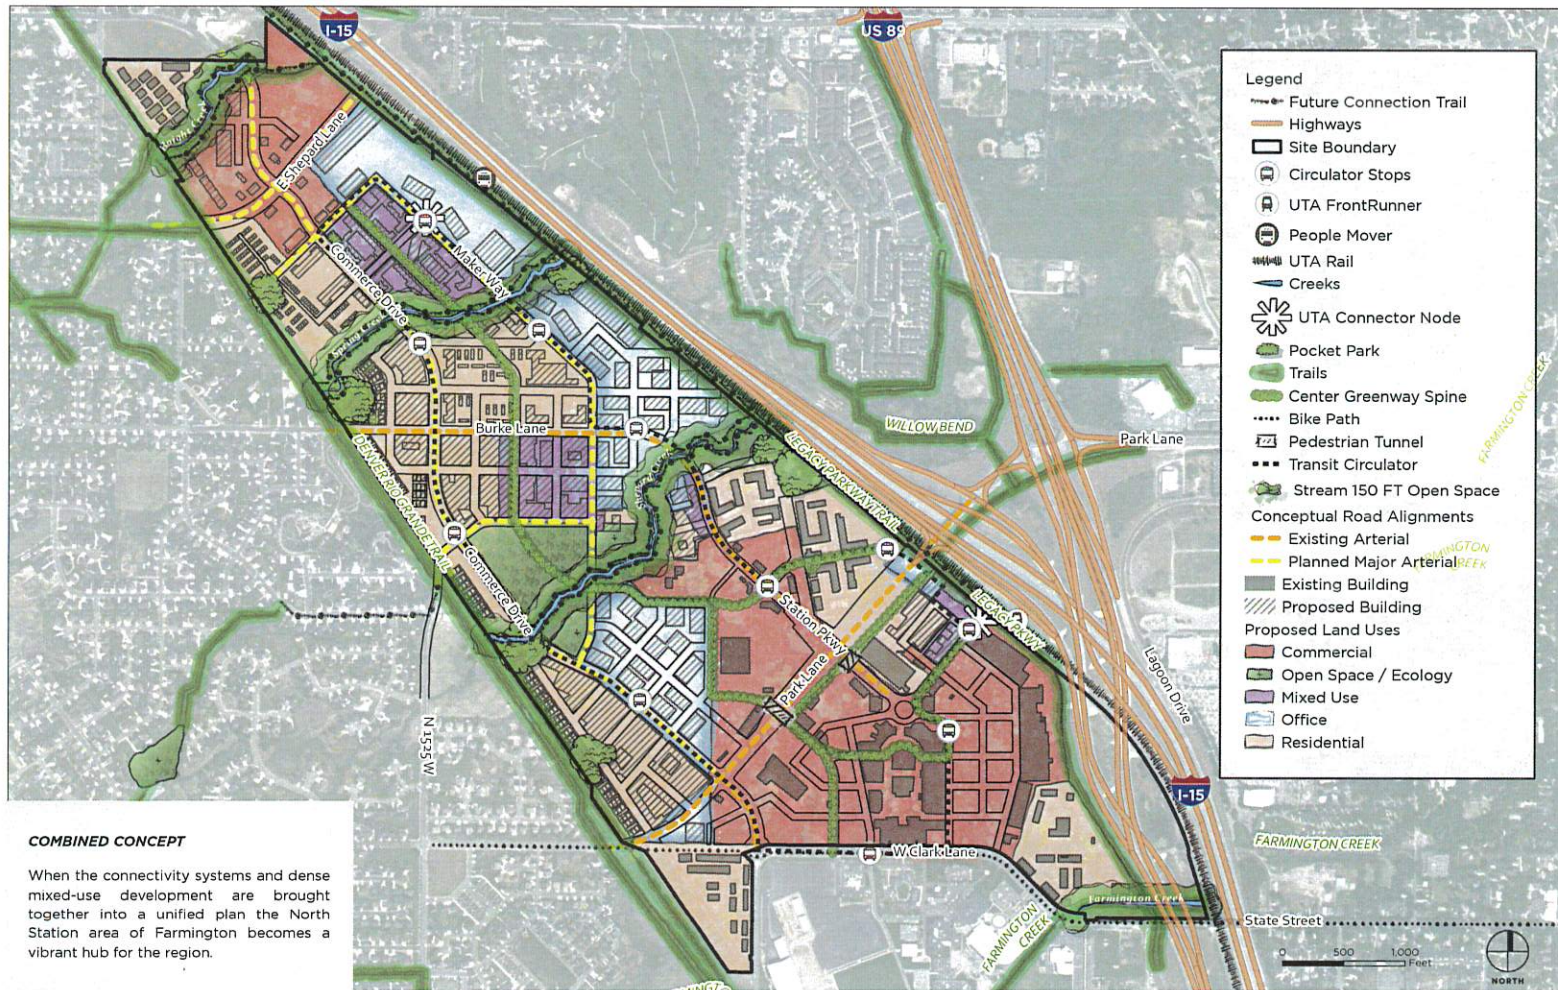 I-15
US 89
Legend
Future Connection Trail
Highways
Site Boundary
Circulator Stops
UTA FrontRunner
People Mover
UTA Rail
Creeks
UTA Connector Node
Pocket Park
Trails
Center Greenway Spine
Bike Path
Pedestrian Tunnel
Transit Circulator
Stream 150 FT Open Space
Conceptual Road Alignments
Existing Arterial
Planned Major Arterial
Existing Building
Proposed Building
Proposed Land Uses
Commercial
Open Space / Ecology
Mixed Use
Office
Residential
FARMINGTON CREEK
FARMINGTON
CREEK
E Shepard Lane
Commerce Drive
Maker Way
Burke Lane
DENVER RIO GRANDE TRAIL
LEGACY PARKWAY TRAIL
WILLOW BEND
Park Lane
Commerce Drive
Station Pkwy
LEGACY PKWY
Park Lane
Lagoon Drive
N 1525 W
I-15
W Clark Lane
FARMINGTON CREEK
Farmington Creek
FARMINGTON
CREEK
State Street
0 500 1,000
Feet
NORTH
COMBINED CONCEPT
When the connectivity systems and dense
mixed-use development are brought
together into a unified plan the North
Station area of Farmington becomes a
vibrant hub for the region.